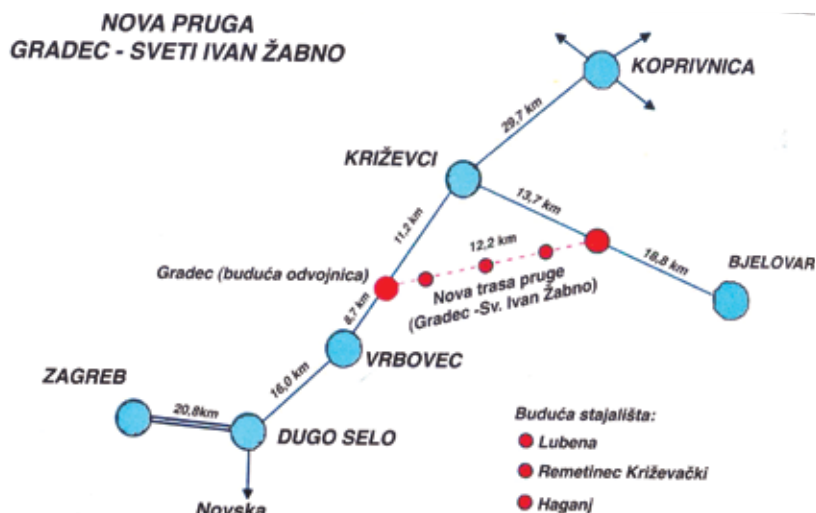 NOVA PRUGA
GRADEC - SVETI IVAN ŽABNO
KOPRIVNICA
29,7 km
KRIŽEVCI
13,7 km
11,2 km
12,2 km
18,8 km
Gradec (buduća odvojnica)
Nova trasa pruge
(Gradec -Sv. Ivan Žabno)
BJELOVAR
8,7 km
VRBOVEC
16,0 km
ZAGREB
20,8km
DUGO SELO
Novska
Buduća stajališta:
Lubena
Remetinec Križevački
Haganj